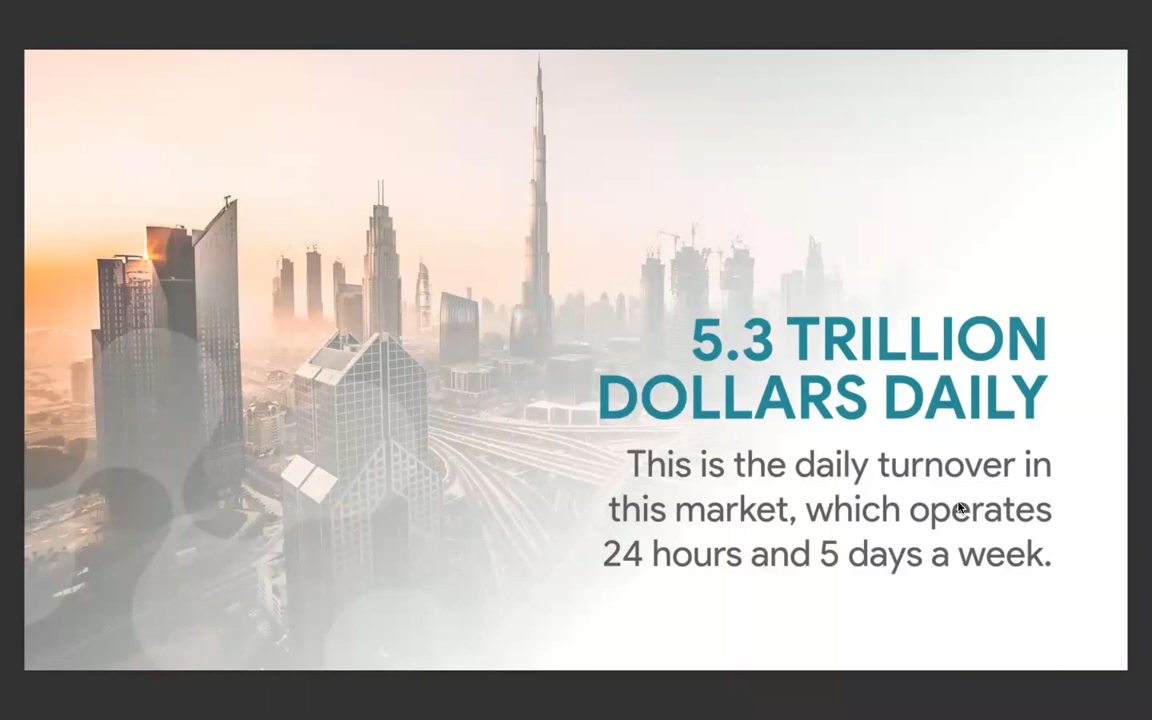 5.3 TRILLION
DOLLARS DAILY
This is the daily turnover in
this market, which operates
24 hours and 5 days a week.